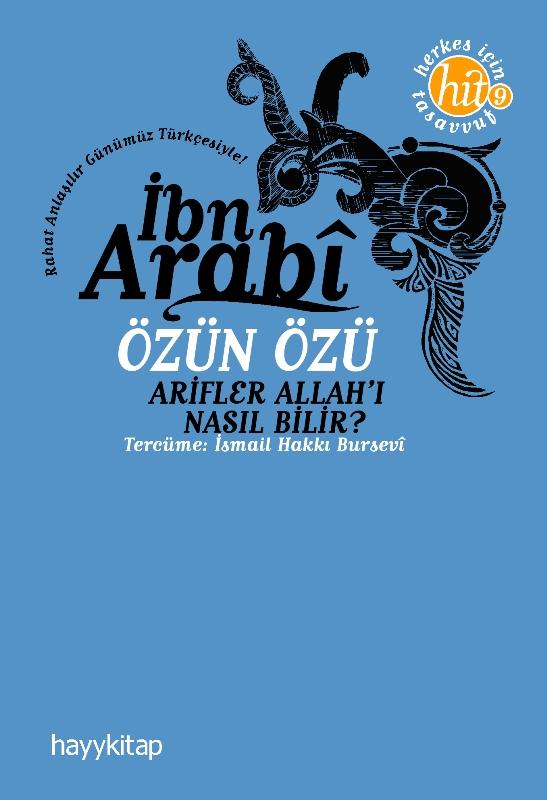 herkes için
hit 9
tasavvuf
Rahat Anlaşılır Günümüz Türkçesiyle!
İbn
Arabî
ÖZÜN ÖZÜ
ARİFLER ALLAH'I
NASIL BİLİR?
Tercüme: İsmail Hakkı Bursevî
hayykitap